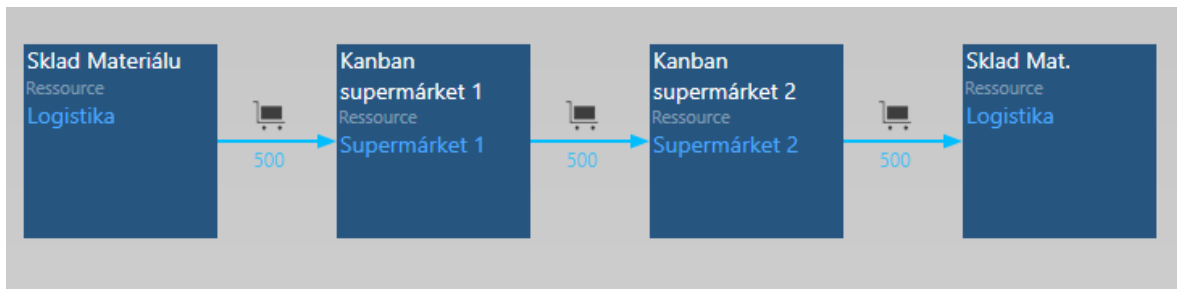 Sklad Materiálu
Ressource
Logistika
500
Kanban
supermárket 1
Ressource
Supermárket 1
500
Kanban
supermárket 2
Ressource
Supermárket 2
500
Sklad Mat.
Ressource
Logistika